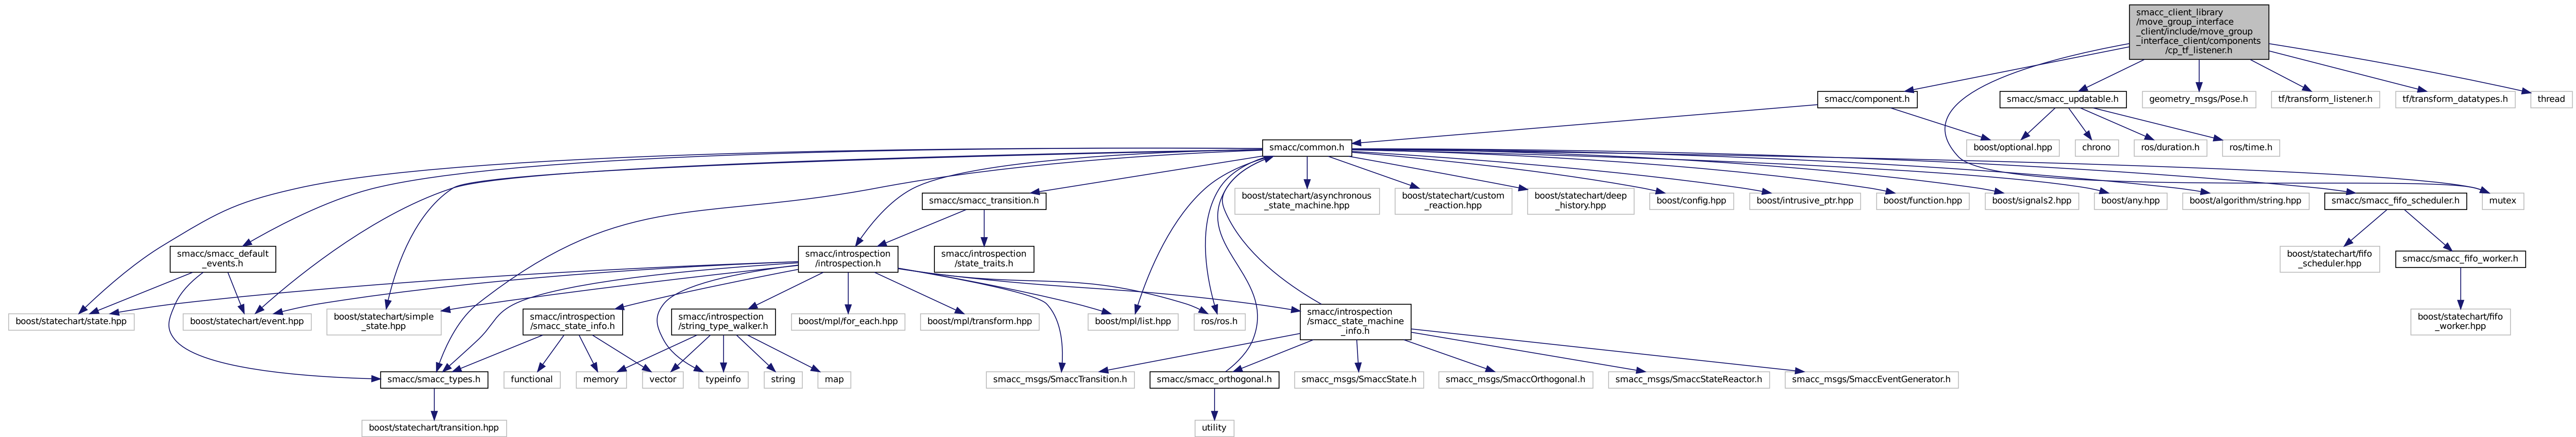 smacc_client_library
/move_group_interface
_client/include/move_group
_interface_client/components
/cp_tf_listener.h
smacc/component.h
smacc/smacc_updatable.h
geometry_msgs/Pose.h
tf/transform_listener.h
tf/transform_datatypes.h
thread
smacc/common.h
boost/optional.hpp
chrono
ros/duration.h
ros/time.h
smacc/smacc_transition.h
boost/statechart/asynchronous
_state_machine.hpp
boost/statechart/custom
_reaction.hpp
boost/statechart/deep
_history.hpp
boost/config.hpp
boost/intrusive_ptr.hpp
boost/function.hpp
boost/signals2.hpp
boost/any.hpp
boost/algorithm/string.hpp
smacc/smacc_fifo_scheduler.h
mutex
smacc/smacc_default
_events.h
smacc/introspection
/introspection.h
smacc/introspection
/state_traits.h
boost/statechart/fifo
_scheduler.hpp
smacc/smacc_fifo_worker.h
boost/statechart/state.hpp
boost/statechart/event.hpp
boost/statechart/simple
_state.hpp
smacc/introspection
/smacc_state_info.h
smacc/introspection
/string_type_walker.h
boost/mpl/for_each.hpp
boost/mpl/transform.hpp
boost/mpl/list.hpp
ros/ros.h
smacc/introspection
/smacc_state_machine
_info.h
boost/statechart/fifo
_worker.hpp
smacc/smacc_types.h
functional
memory
vector
typeinfo
string
map
smacc_msgs/SmaccTransition.h
smacc/smacc_orthogonal.h
smacc_msgs/SmaccState.h
smacc_msgs/SmaccOrthogonal.h
smacc_msgs/SmaccStateReactor.h
smacc_msgs/SmaccEventGenerator.h
boost/statechart/transition.hpp
utility